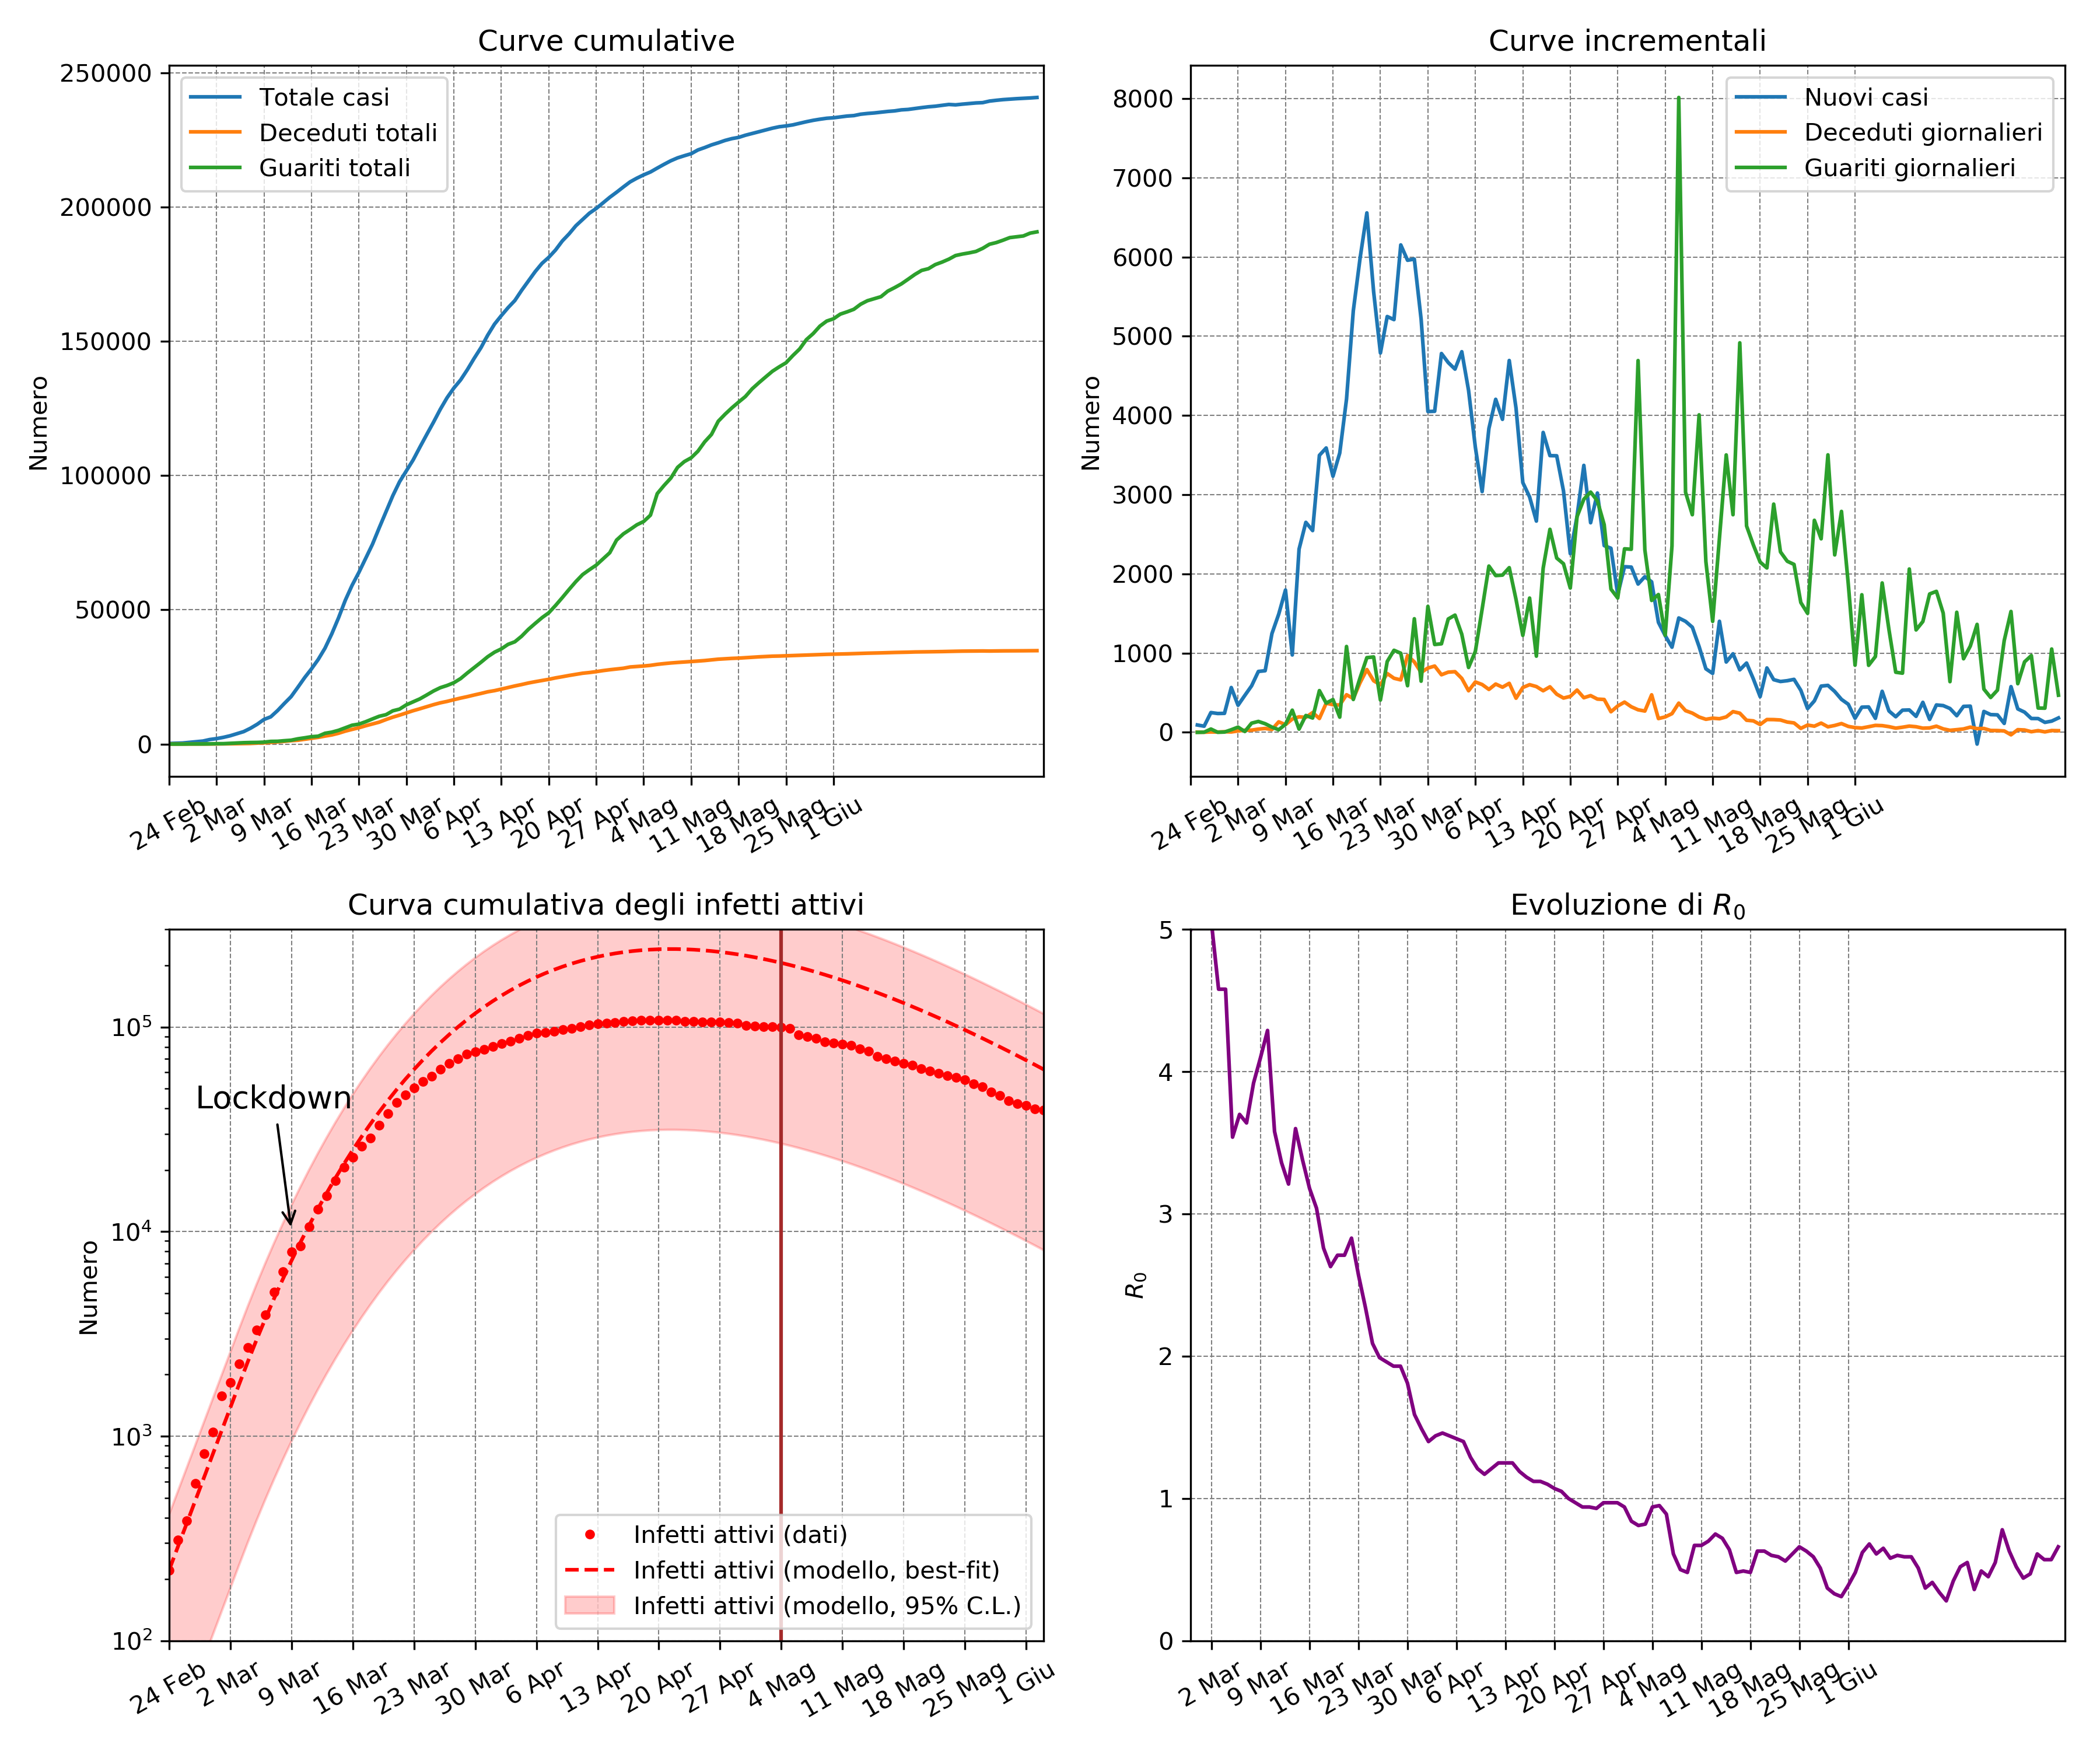 Curve cumulative
250000
200000
150000
100000
50000
0
Numero
Totale casi
Deceduti totali
Guariti totali
24 Feb
2 Mar
9 Mar
16 Mar
23 Mar
30 Mar
6 Apr
13 Apr
20 Apr
27 Apr
4 Mag
11 Mag
18 Mag
25 Mag
1 Giu
Curve incrementali
8000
7000
6000
5000
4000
3000
2000
1000
0
Numero
Nuovi casi
Deceduti giornalieri
Guariti giornalieri
24 Feb
2 Mar
9 Mar
16 Mar
23 Mar
30 Mar
6 Apr
13 Apr
20 Apr
27 Apr
4 Mag
11 Mag
18 Mag
25 Mag
1 Giu
Curva cumulativa degli infetti attivi
10⁵
10⁴
10³
10²
Numero
Lockdown
Infetti attivi (dati)
Infetti attivi (modello, best-fit)
Infetti attivi (modello, 95% C.L.)
24 Feb
2 Mar
9 Mar
16 Mar
23 Mar
30 Mar
6 Apr
13 Apr
20 Apr
27 Apr
4 Mag
11 Mag
18 Mag
25 Mag
1 Giu
Evoluzione di R₀
5
4
3
2
1
0
R₀
2 Mar
9 Mar
16 Mar
23 Mar
30 Mar
6 Apr
13 Apr
20 Apr
27 Apr
4 Mag
11 Mag
18 Mag
25 Mag
1 Giu